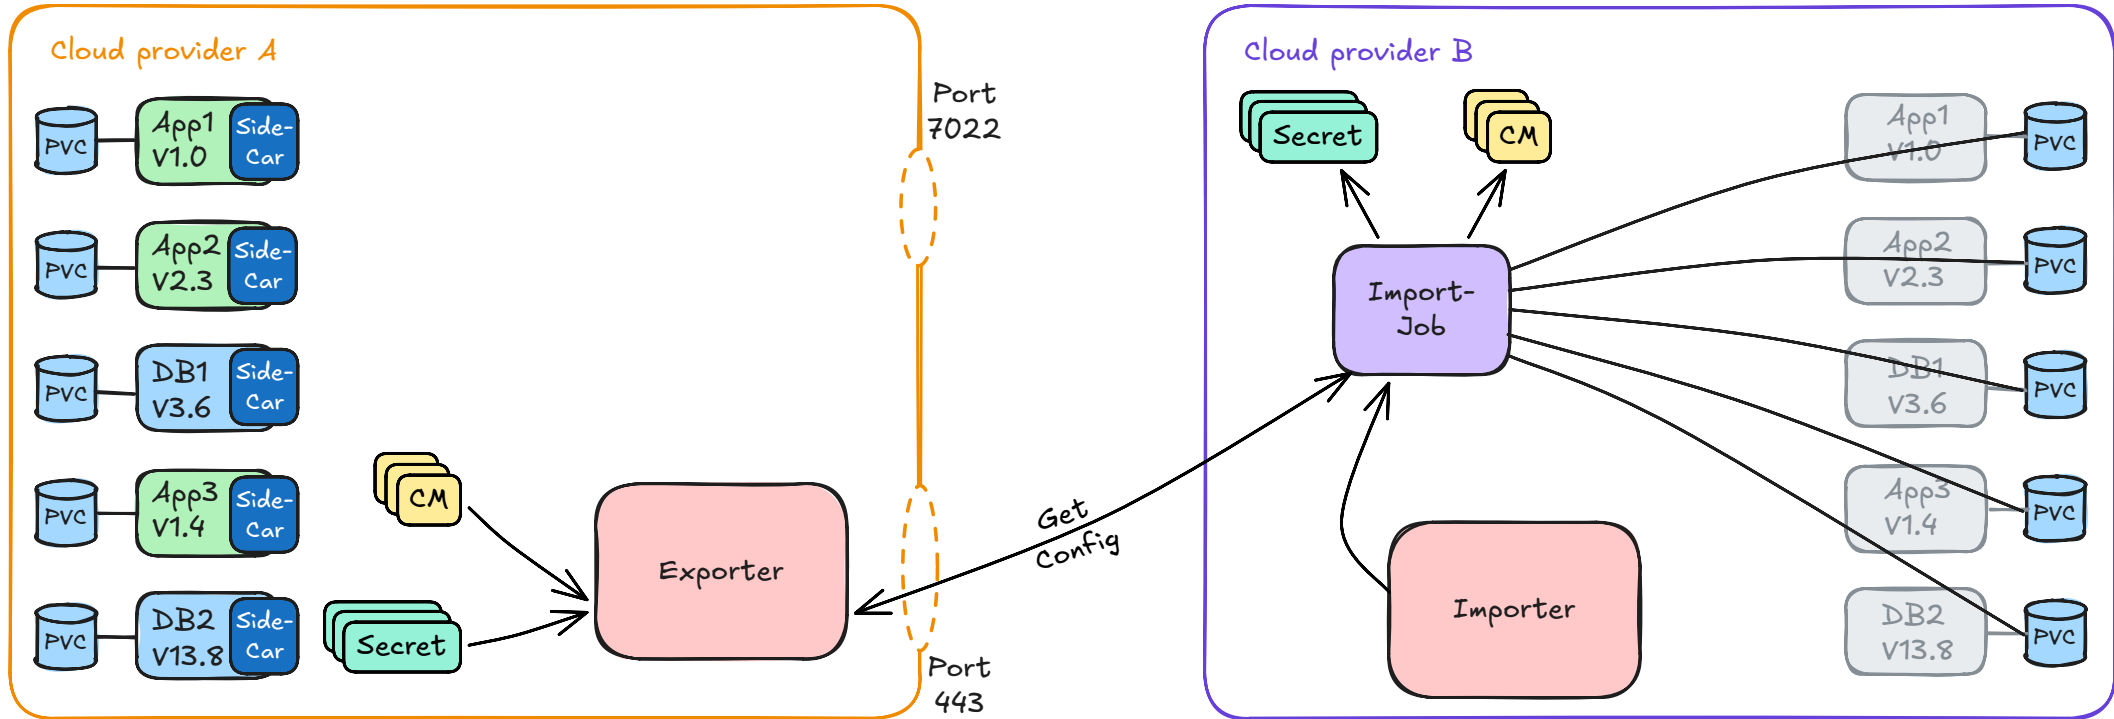 Cloud provider A
PVC
App1
V1.0
Side-
Car
PVC
App2
V2.3
Side-
Car
PVC
DB1
V3.6
Side-
Car
PVC
App3
V1.4
Side-
Car
PVC
DB2
V13.8
Side-
Car
CM
Secret
Exporter
Port
7022
Port
443
Get
Config
Cloud provider B
Secret
CM
Import-
Job
Importer
App1
V1.0
PVC
App2
V2.3
PVC
DB1
V3.6
PVC
App3
V1.4
PVC
DB2
V13.8
PVC